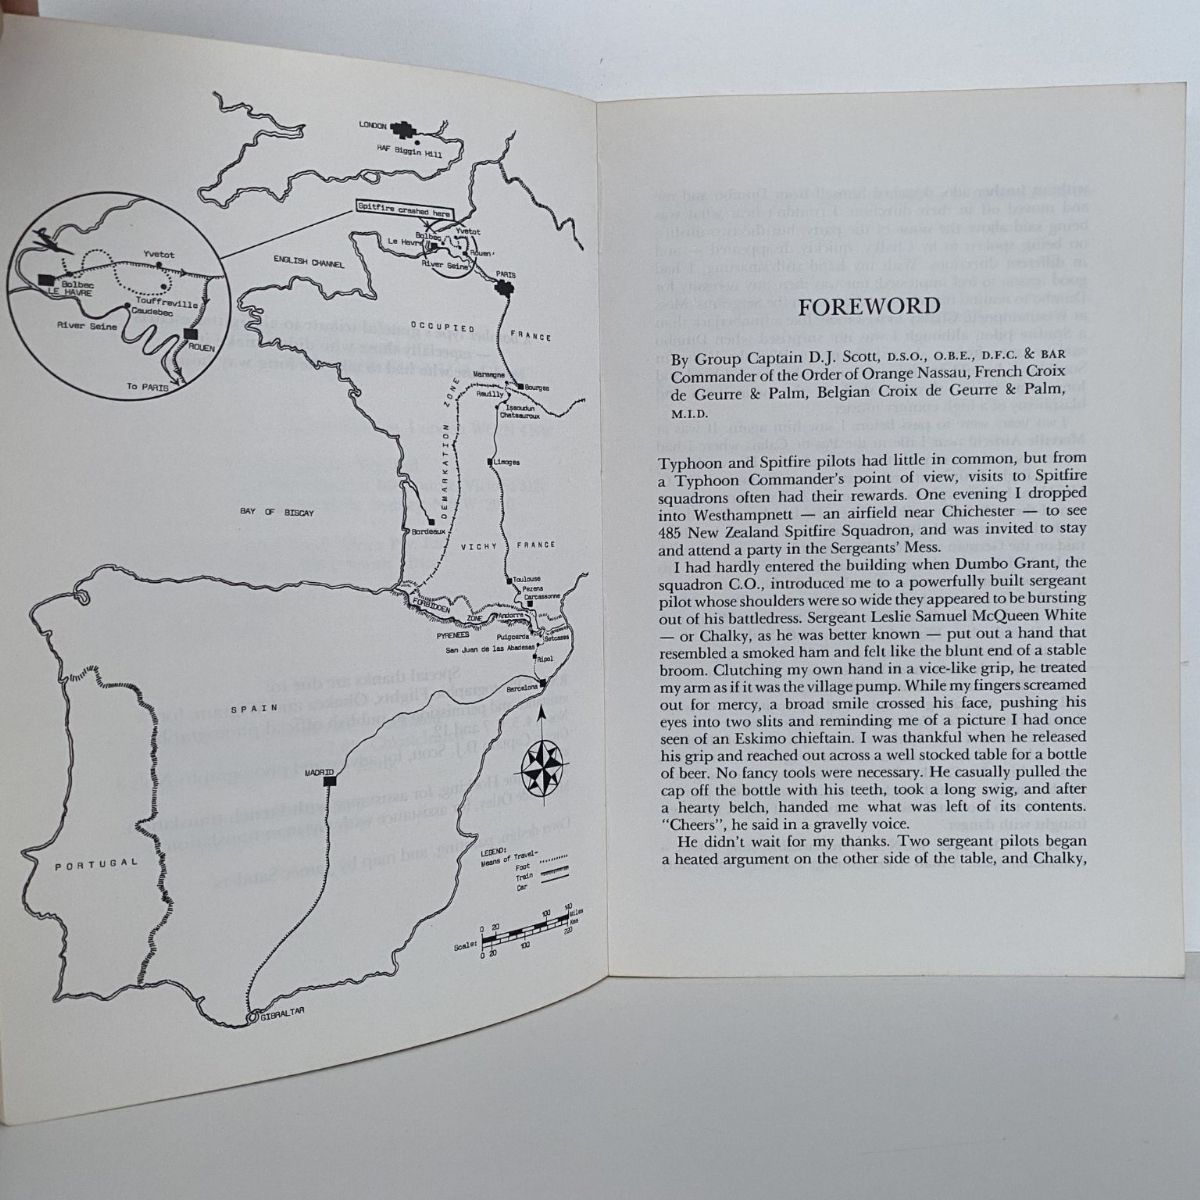 LONDON
RAF Biggin Hill
Spitfire crashed here
Bolbec
Yvetot
Le Havre
Rouen
River Seine
ENGLISH CHANNEL
PARIS
Yvetot
Bolbec
LE HAVRE
Touffreville
Caudebec
River Seine
ROUEN
To PARIS
OCCUPIED FRANCE
Bourges
Reuilly
Issoudun
Chateauroux
DEMARKATION ZONE
Limoges
BAY OF BISCAY
Bordeaux
VICHY FRANCE
Toulouse
Pezens
Carcassonne
FORBIDDEN ZONE
Andorra
PYRENEES
Puigcerda
San Juan de las Abadesas
Ripol
Barcelona
SPAIN
MADRID
PORTUGAL
GIBRALTAR
LEGEND:
Means of Travel-
Foot
Train
Car
Scale:
0 20 100 140 Miles
0 20 100 220 Kms
FOREWORD
By Group Captain D.J. Scott, D.S.O., O.B.E., D.F.C. & BAR
Commander of the Order of Orange Nassau, French Croix
de Geurre & Palm, Belgian Croix de Geurre & Palm,
M.I.D.
Typhoon and Spitfire pilots had little in common, but from
a Typhoon Commander's point of view, visits to Spitfire
squadrons often had their rewards. One evening I dropped
into Westhampnett — an airfield near Chichester — to see
485 New Zealand Spitfire Squadron, and was invited to stay
and attend a party in the Sergeants' Mess.
I had hardly entered the building when Dumbo Grant, the
squadron C.O., introduced me to a powerfully built sergeant
pilot whose shoulders were so wide they appeared to be bursting
out of his battledress. Sergeant Leslie Samuel McQueen White
— or Chalky, as he was better known — put out a hand that
resembled a smoked ham and felt like the blunt end of a stable
broom. Clutching my own hand in a vice-like grip, he treated
my arm as if it was the village pump. While my fingers screamed
out for mercy, a broad smile crossed his face, pushing his
eyes into two slits and reminding me of a picture I had once
seen of an Eskimo chieftain. I was thankful when he released
his grip and reached out across a well stocked table for a bottle
of beer. No fancy tools were necessary. He casually pulled the
cap off the bottle with his teeth, took a long swig, and after
a hearty belch, handed me what was left of its contents.
"Cheers", he said in a gravelly voice.
He didn't wait for my thanks. Two sergeant pilots began
a heated argument on the other side of the table, and Chalky,